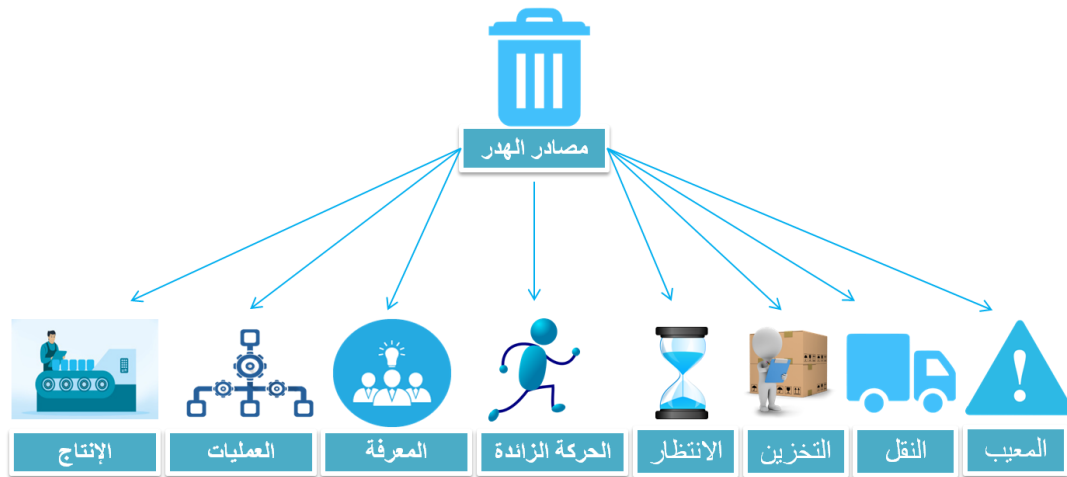 مصادر الهدر
المعيب
النقل
التخزين
الانتظار
الحركة الزائدة
المعرفة
العمليات
الإنتاج